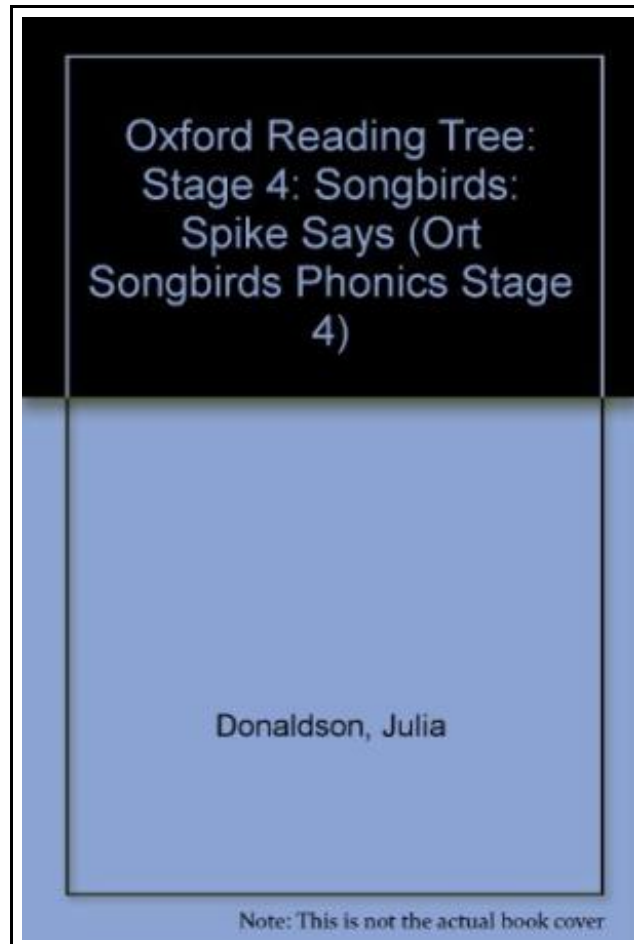 Oxford Reading Tree:
Stage 4: Songbirds:
Spike Says (Ort
Songbirds Phonics Stage
4)
Donaldson, Julia
Note: This is not the actual book cover